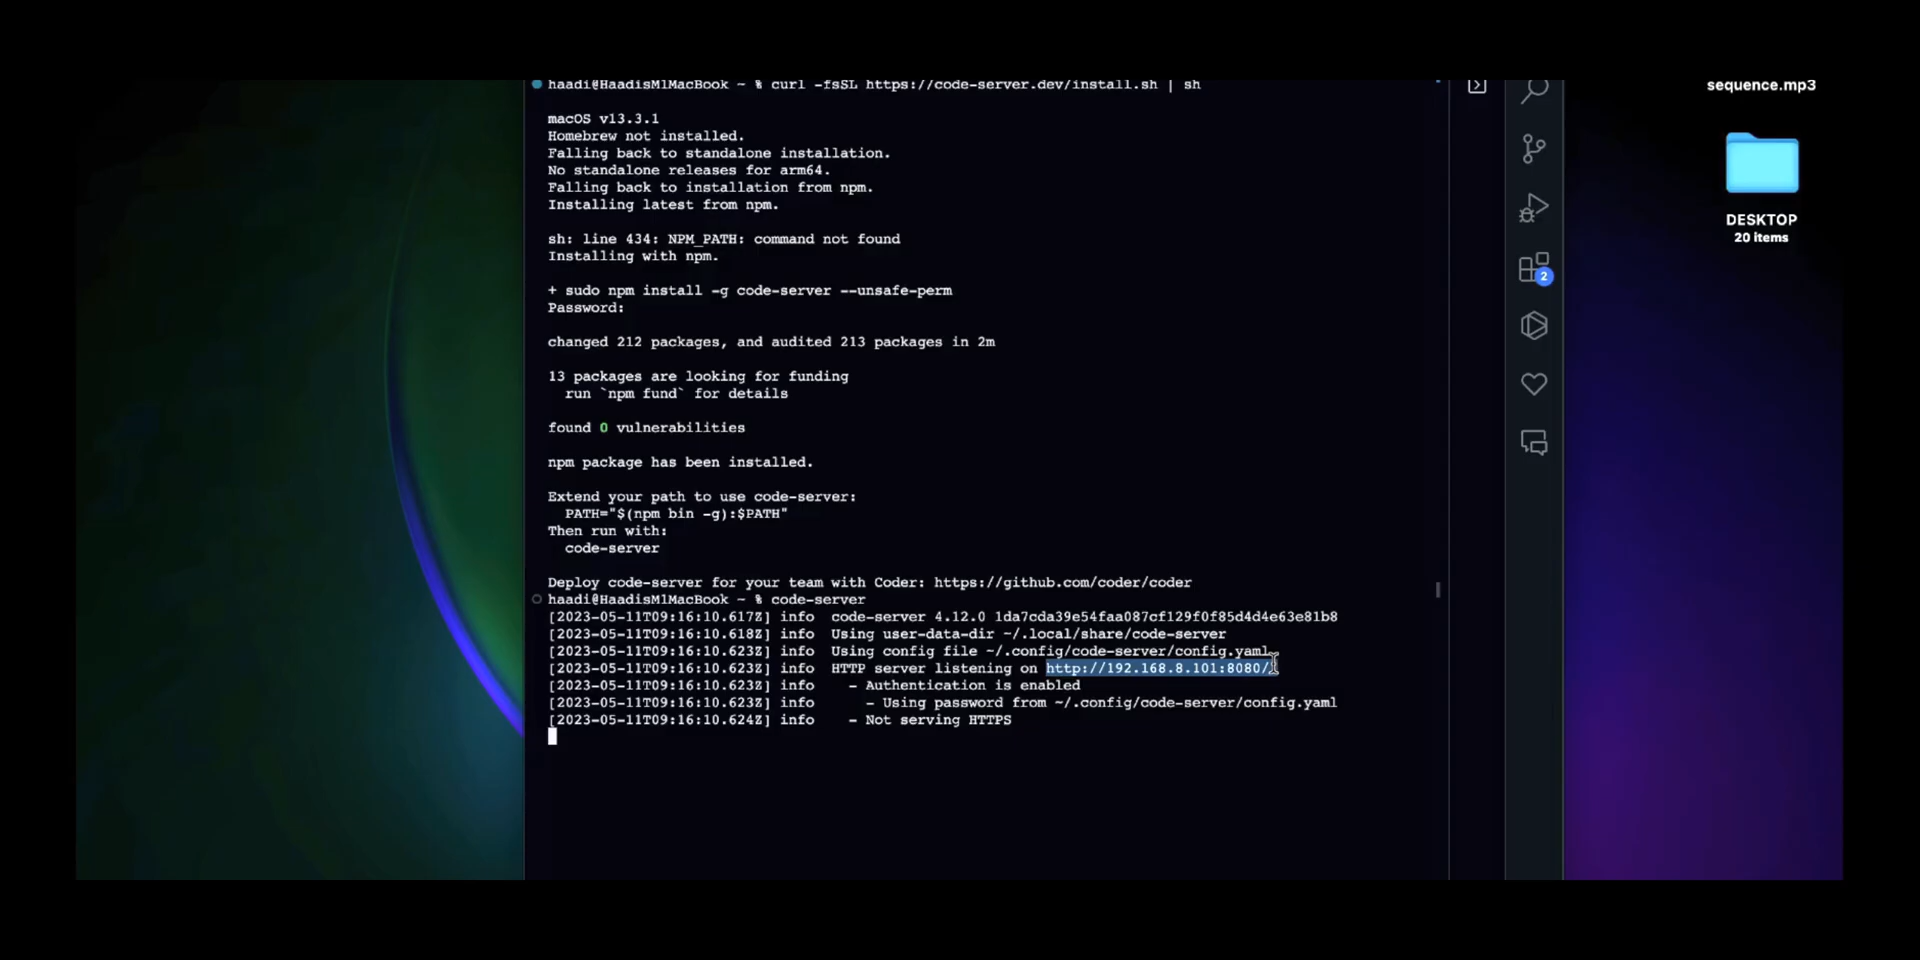 haadi@HaadisM1MacBook ~ % curl -fsSL https://code-server.dev/install.sh | sh
macOS v13.3.1
Homebrew not installed.
Falling back to standalone installation.
No standalone releases for arm64.
Falling back to installation from npm.
Installing latest from npm.
sh: line 434: NPM_PATH: command not found
Installing with npm.
+ sudo npm install -g code-server --unsafe-perm
Password:
changed 212 packages, and audited 213 packages in 2m
13 packages are looking for funding
run `npm fund` for details
found 0 vulnerabilities
npm package has been installed.
Extend your path to use code-server:
PATH="$(npm bin -g):$PATH"
Then run with:
code-server
Deploy code-server for your team with Coder: https://github.com/coder/coder
haadi@HaadisM1MacBook ~ % code-server
[2023-05-11T09:16:10.617Z] info code-server 4.12.0 1da7cda39e54faa087cf129f0f85d4d4e63e81b8
[2023-05-11T09:16:10.618Z] info Using user-data-dir ~/.local/share/code-server
[2023-05-11T09:16:10.623Z] info Using config file ~/.config/code-server/config.yaml
[2023-05-11T09:16:10.623Z] info HTTP server listening on http://192.168.8.101:8080/
[2023-05-11T09:16:10.623Z] info - Authentication is enabled
[2023-05-11T09:16:10.623Z] info - Using password from ~/.config/code-server/config.yaml
[2023-05-11T09:16:10.624Z] info - Not serving HTTPS
2
sequence.mp3
DESKTOP
20 items